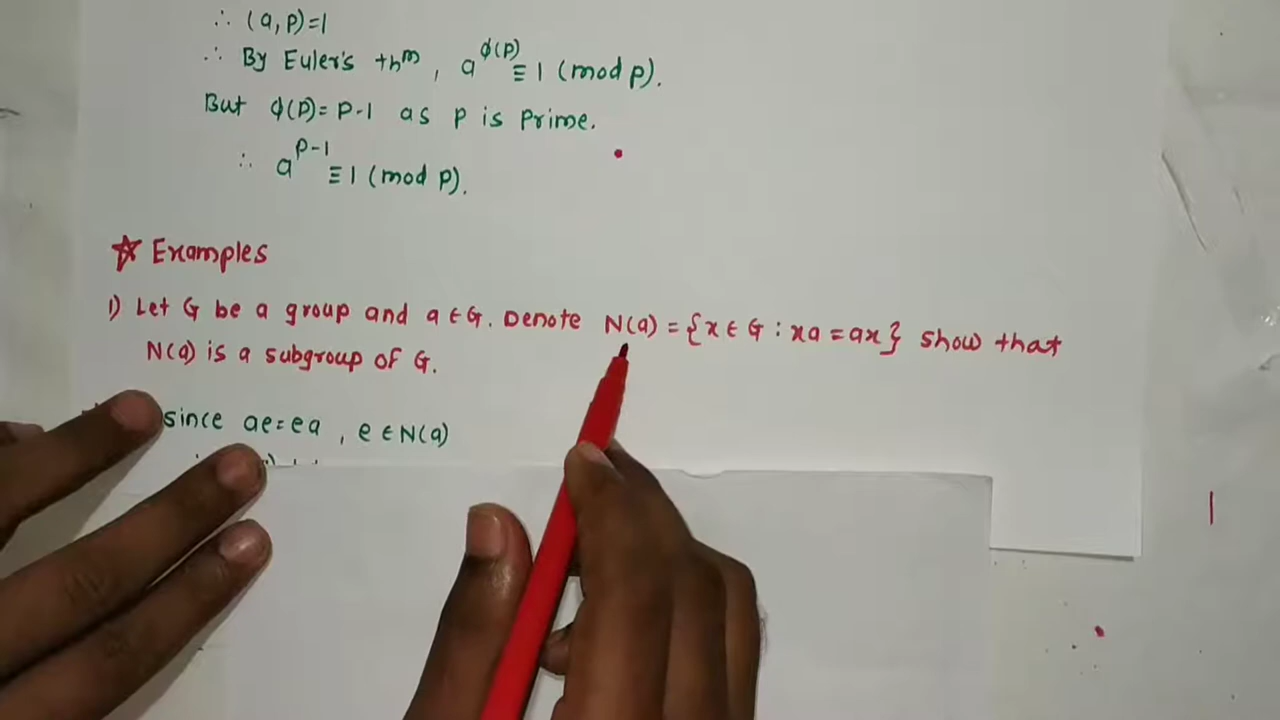 ∴ (a, p) = 1
∴ By Euler's thᵐ, a^ϕ(p) ≡ 1 (mod p).
But ϕ(p) = p-1 as p is prime.
∴ a^p-1 ≡ 1 (mod p).
☆ Examples
1) Let G be a group and a ∈ G. Denote N(a) = {x ∈ G : xa = ax} show that
N(a) is a subgroup of G.
since ae = ea, e ∈ N(a)